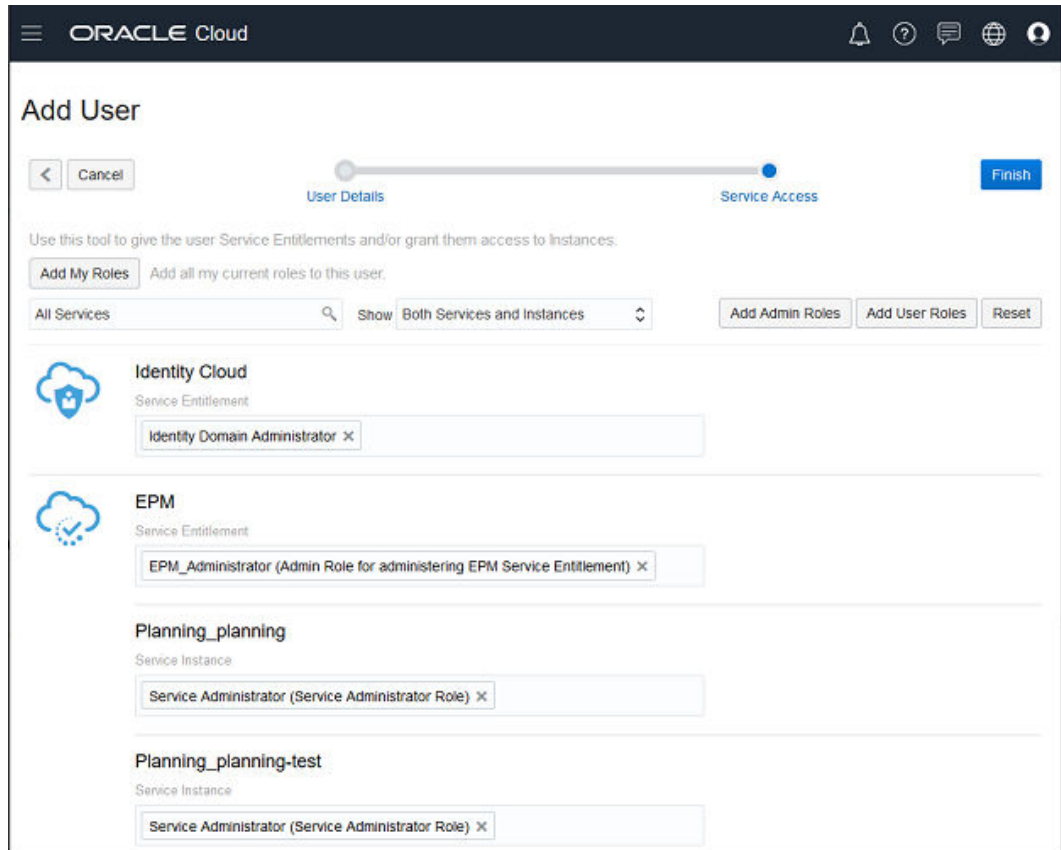 ORACLE Cloud
Add User
Cancel
User Details
Service Access
Finish
Use this tool to give the user Service Entitlements and/or grant them access to Instances.
Add My Roles Add all my current roles to this user.
All Services Show Both Services and Instances Add Admin Roles Add User Roles Reset
Identity Cloud
Service Entitlement
Identity Domain Administrator ×
EPM
Service Entitlement
EPM_Administrator (Admin Role for administering EPM Service Entitlement) ×
Planning_planning
Service Instance
Service Administrator (Service Administrator Role) ×
Planning_planning-test
Service Instance
Service Administrator (Service Administrator Role) ×